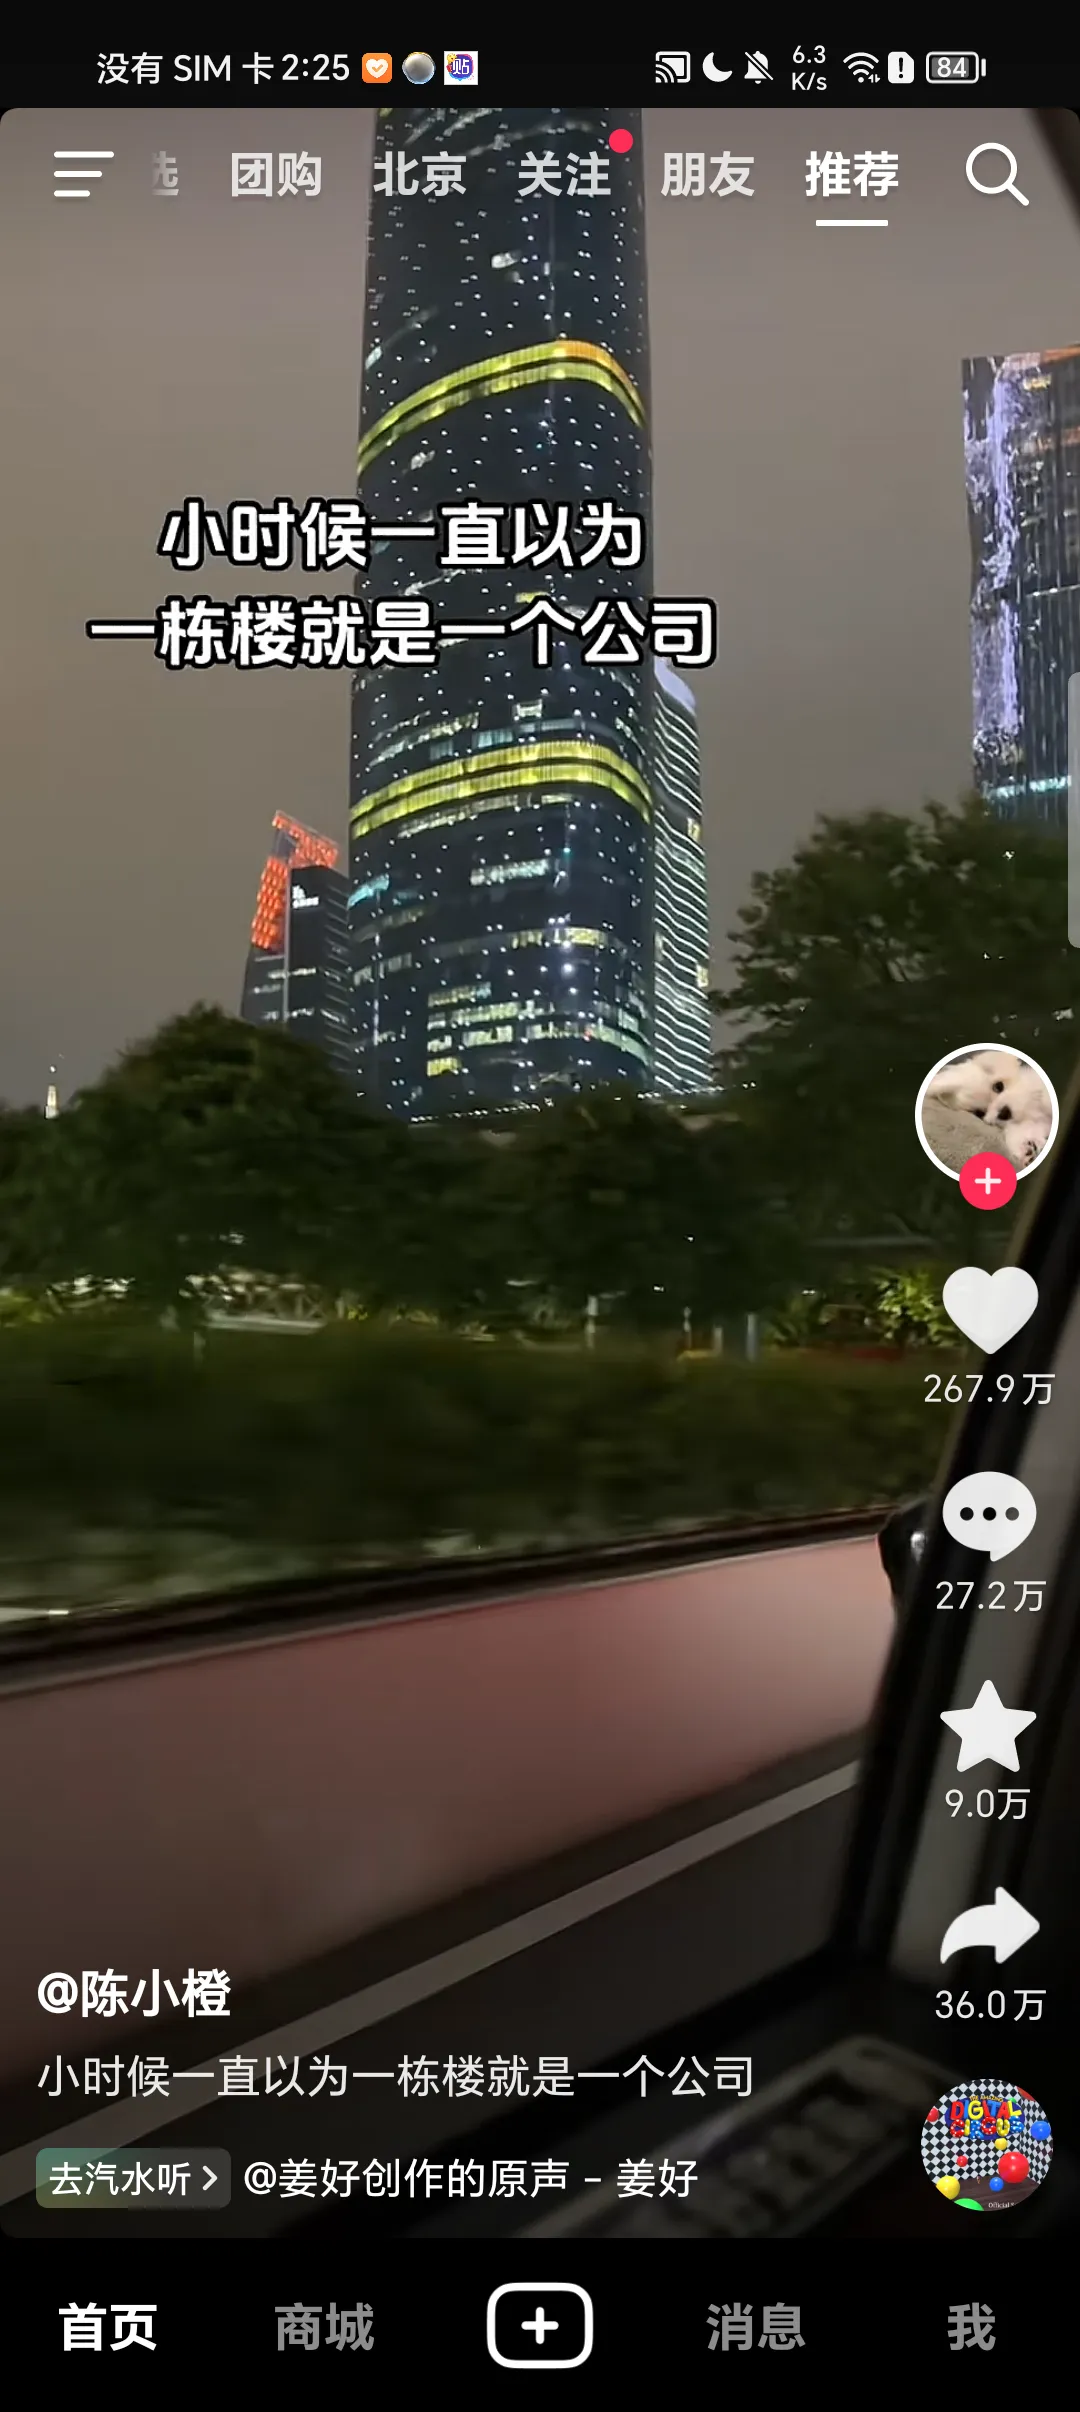 没有 SIM 卡 2:25 贴 6.3 K/s 84
选 团购 北京 关注 朋友 推荐
小时候一直以为
一栋楼就是一个公司
267.9万
27.2万
9.0万
36.0万
@陈小橙
小时候一直以为一栋楼就是一个公司
去汽水听 > @姜好创作的原声 - 姜好
DIGITAL
CIRCUS
首页 商城 消息 我